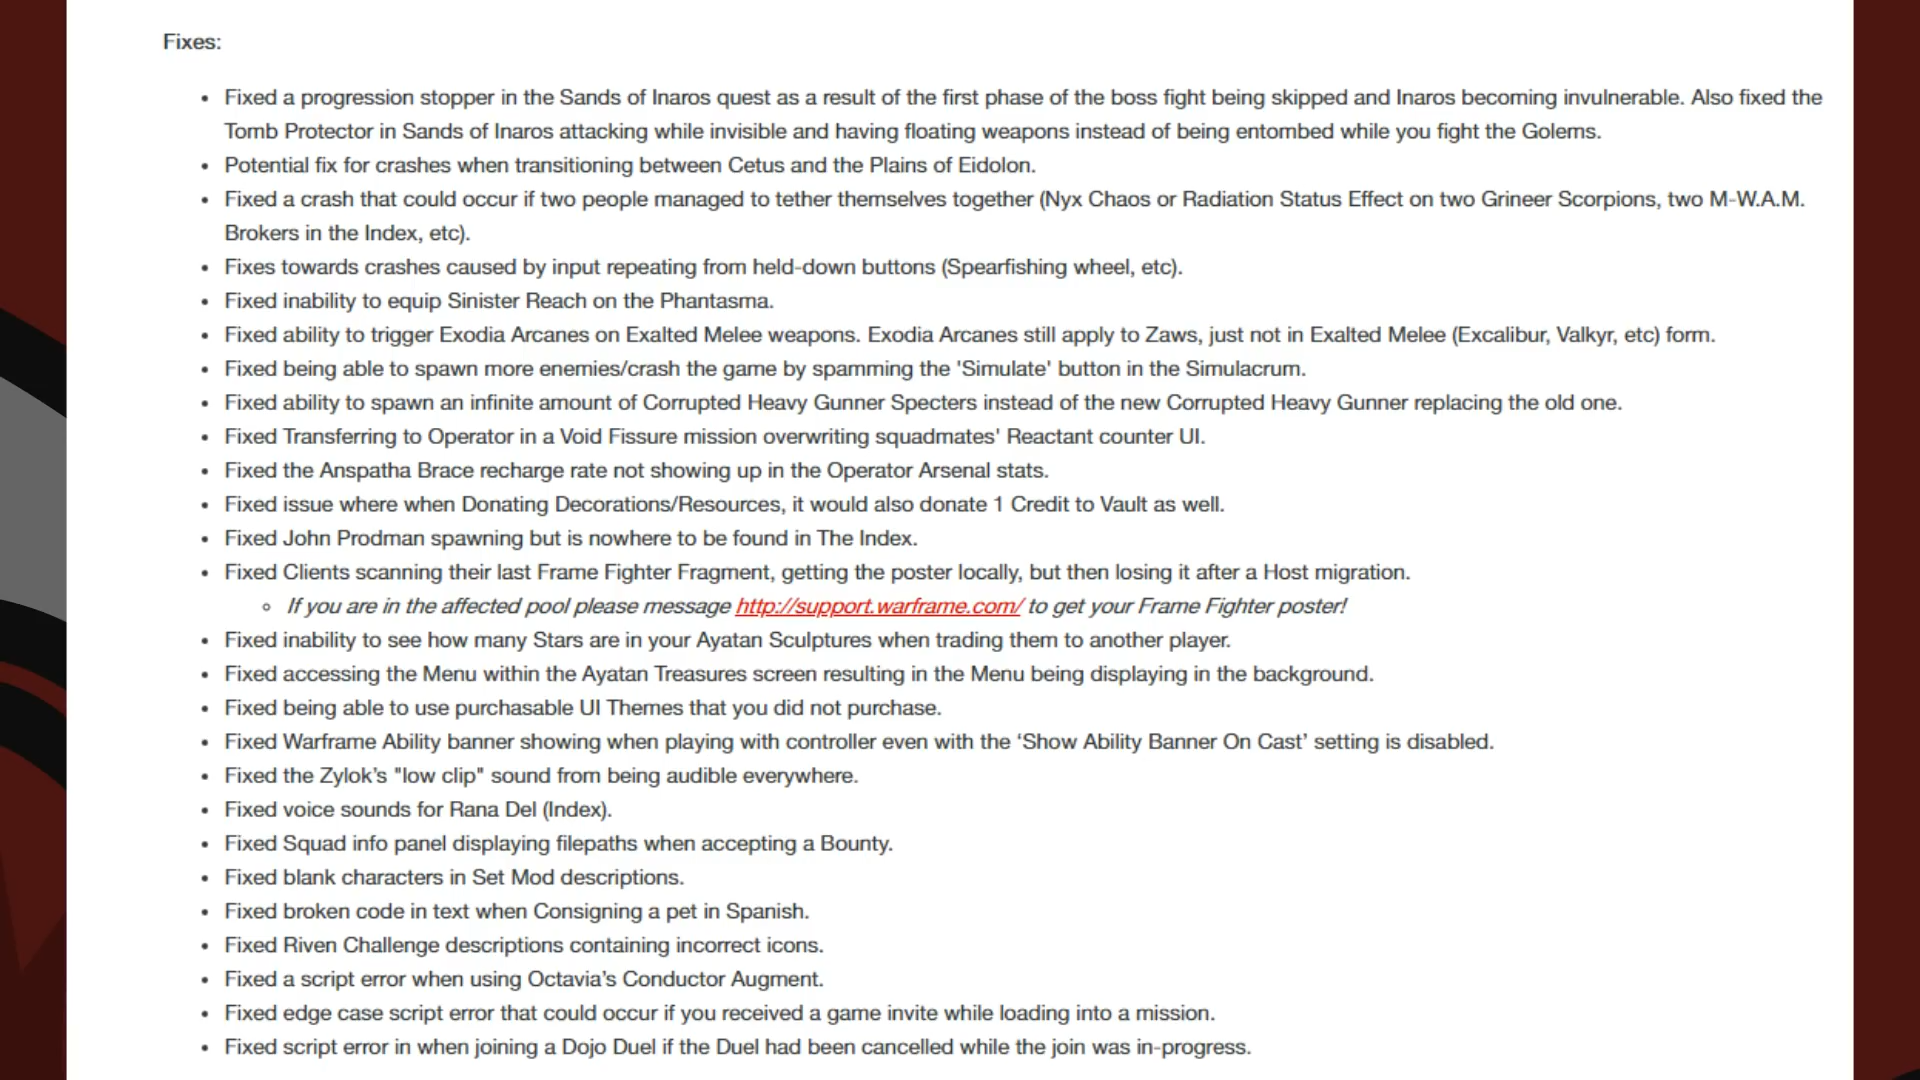 Fixes:
Fixed a progression stopper in the Sands of Inaros quest as a result of the first phase of the boss fight being skipped and Inaros becoming invulnerable. Also fixed the
Tomb Protector in Sands of Inaros attacking while invisible and having floating weapons instead of being entombed while you fight the Golems.
Potential fix for crashes when transitioning between Cetus and the Plains of Eidolon.
Fixed a crash that could occur if two people managed to tether themselves together (Nyx Chaos or Radiation Status Effect on two Grineer Scorpions, two M-W.A.M.
Brokers in the Index, etc).
Fixes towards crashes caused by input repeating from held-down buttons (Spearfishing wheel, etc).
Fixed inability to equip Sinister Reach on the Phantasma.
Fixed ability to trigger Exodia Arcanes on Exalted Melee weapons. Exodia Arcanes still apply to Zaws, just not in Exalted Melee (Excalibur, Valkyr, etc) form.
Fixed being able to spawn more enemies/crash the game by spamming the 'Simulate' button in the Simulacrum.
Fixed ability to spawn an infinite amount of Corrupted Heavy Gunner Specters instead of the new Corrupted Heavy Gunner replacing the old one.
Fixed Transferring to Operator in a Void Fissure mission overwriting squadmates' Reactant counter UI.
Fixed the Anspatha Brace recharge rate not showing up in the Operator Arsenal stats.
Fixed issue where when Donating Decorations/Resources, it would also donate 1 Credit to Vault as well.
Fixed John Prodman spawning but is nowhere to be found in The Index.
Fixed Clients scanning their last Frame Fighter Fragment, getting the poster locally, but then losing it after a Host migration.
If you are in the affected pool please message http://support.warframe.com/ to get your Frame Fighter poster!
Fixed inability to see how many Stars are in your Ayatan Sculptures when trading them to another player.
Fixed accessing the Menu within the Ayatan Treasures screen resulting in the Menu being displaying in the background.
Fixed being able to use purchasable UI Themes that you did not purchase.
Fixed Warframe Ability banner showing when playing with controller even with the ‘Show Ability Banner On Cast’ setting is disabled.
Fixed the Zylok’s "low clip" sound from being audible everywhere.
Fixed voice sounds for Rana Del (Index).
Fixed Squad info panel displaying filepaths when accepting a Bounty.
Fixed blank characters in Set Mod descriptions.
Fixed broken code in text when Consigning a pet in Spanish.
Fixed Riven Challenge descriptions containing incorrect icons.
Fixed a script error when using Octavia’s Conductor Augment.
Fixed edge case script error that could occur if you received a game invite while loading into a mission.
Fixed script error in when joining a Dojo Duel if the Duel had been cancelled while the join was in-progress.